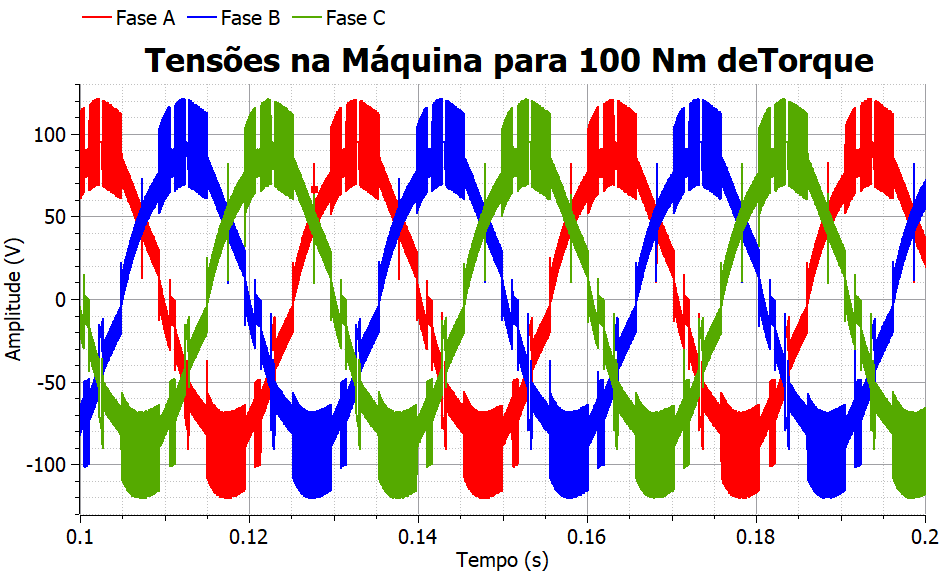 Fase A Fase B Fase C
Tensões na Máquina para 100 Nm deTorque
Amplitude (V)
100
50
0
-50
-100
0.1 0.12 0.14 0.16 0.18 0.2
Tempo (s)